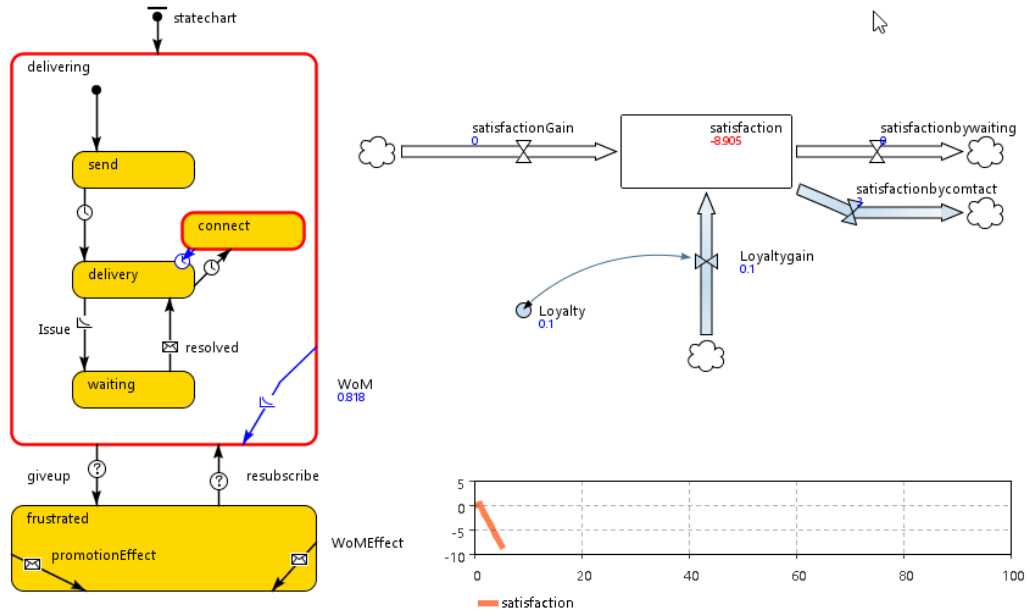 statechart
delivering
send
connect
delivery
Issue
resolved
waiting
WoM
0.818
giveup
resubscribe
frustrated
promotionEffect
WoMEffect
satisfactionGain
0
satisfaction
-8.905
satisfactionbywaiting
satisfactionbycomtact
Loyaltygain
0.1
Loyalty
0.1
5
0
-5
-10
0
20
40
60
80
100
satisfaction